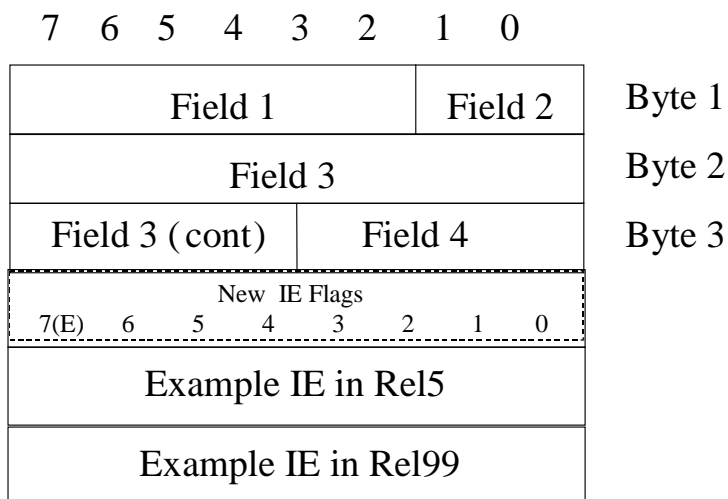 7 6 5 4 3 2 1 0
Field 1 Field 2 Byte 1
Field 3 Byte 2
Field 3 (cont) Field 4 Byte 3
New IE Flags
7(E) 6 5 4 3 2 1 0
Example IE in Rel5
Example IE in Rel99